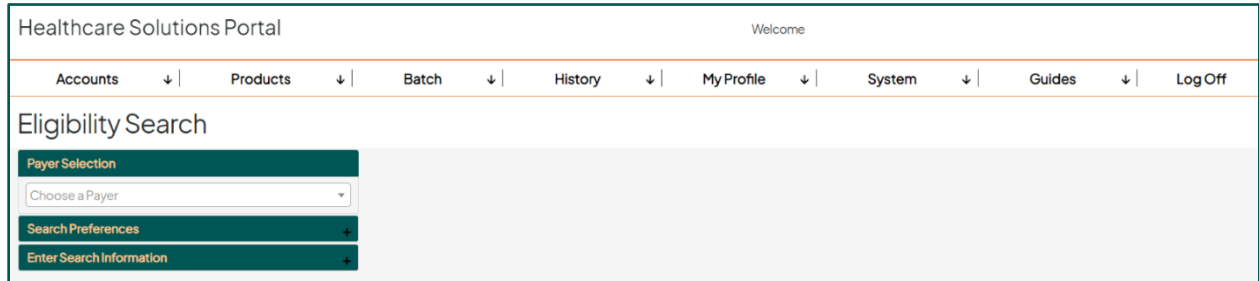 Healthcare Solutions Portal Welcome
Accounts Products Batch History My Profile System Guides Log Off
Eligibility Search
Payer Selection
Choose a Payer
Search Preferences +
Enter Search Information +